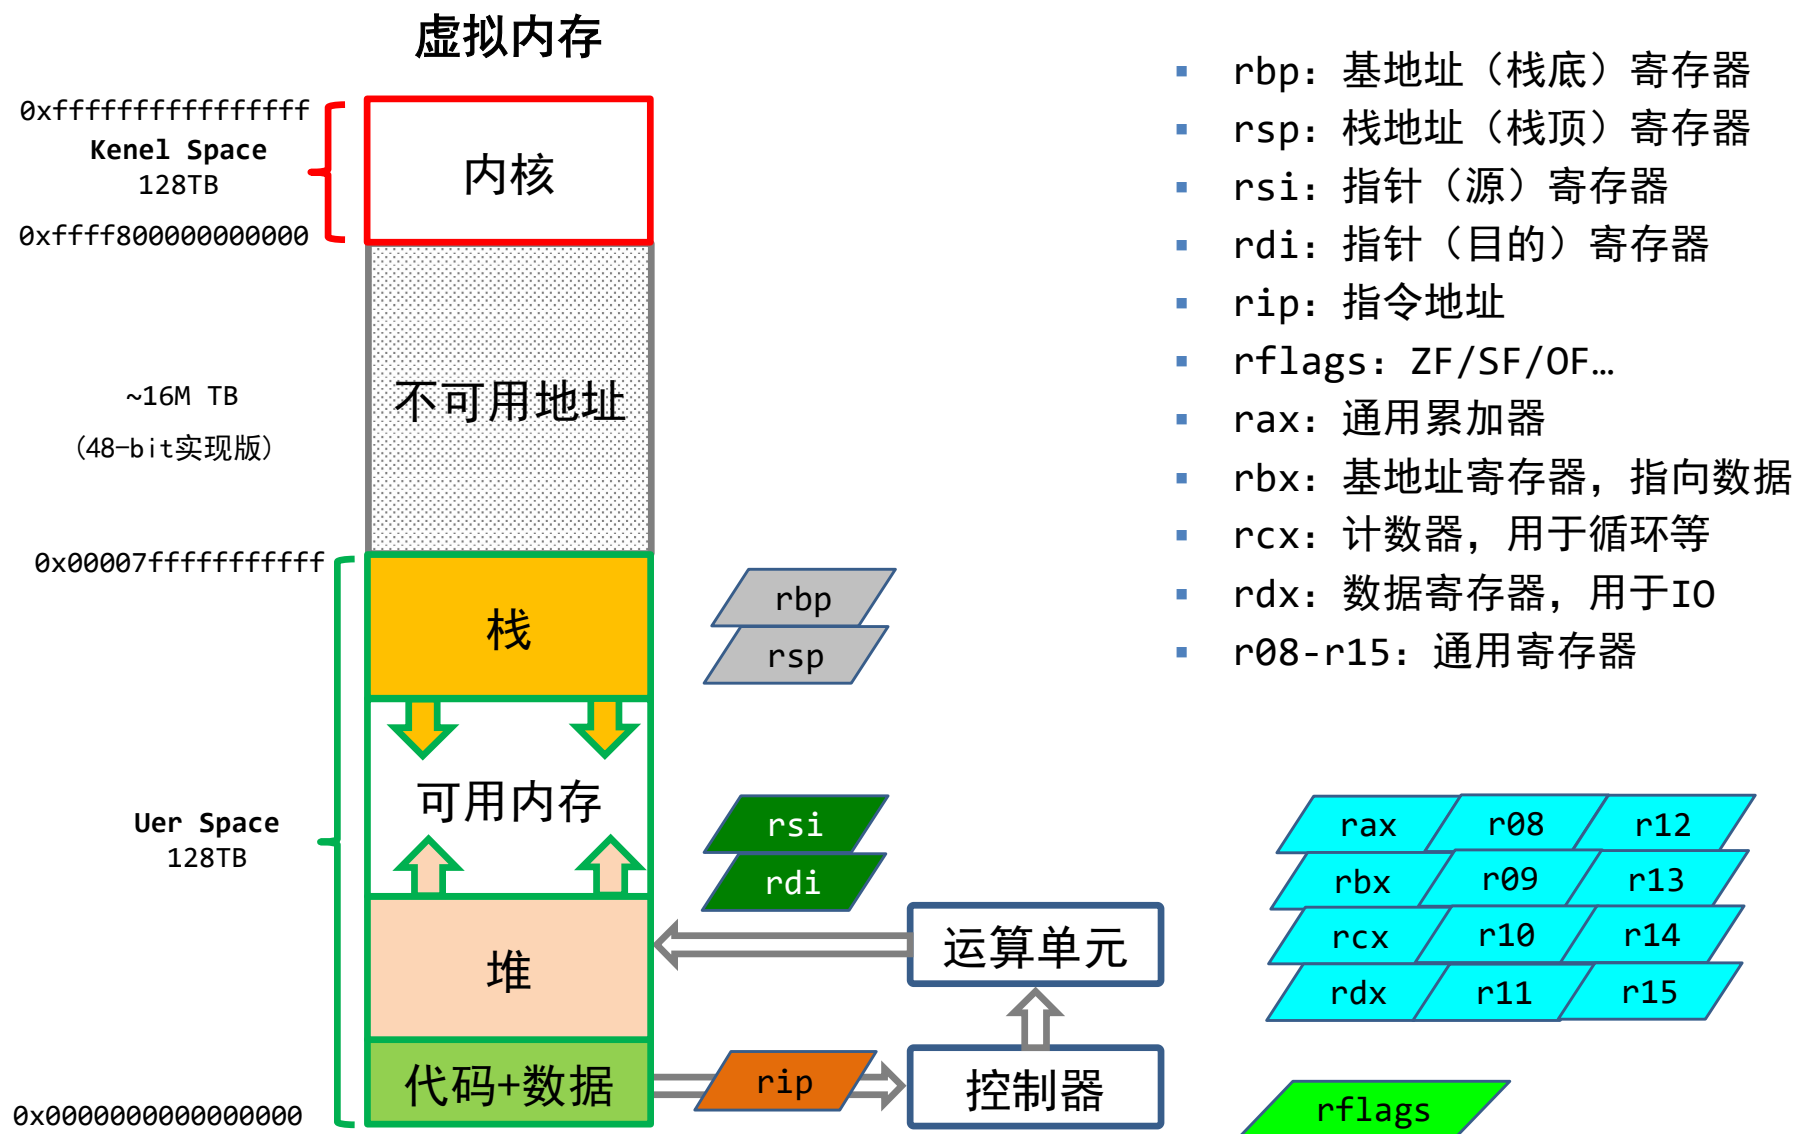 虚拟内存
0xffffffffffffffff
Kenel Space
128TB
0xffff800000000000
内核
不可用地址
~16M TB
（48-bit实现版）
0x00007fffffffffff
栈
可用内存
Uer Space
128TB
堆
代码+数据
0x0000000000000000
rbp
rsp
rsi
rdi
运算单元
rip
控制器
▪ rbp：基地址（栈底）寄存器
▪ rsp：栈地址（栈顶）寄存器
▪ rsi：指针（源）寄存器
▪ rdi：指针（目的）寄存器
▪ rip：指令地址
▪ rflags：ZF/SF/OF…
▪ rax：通用累加器
▪ rbx：基地址寄存器，指向数据
▪ rcx：计数器，用于循环等
▪ rdx：数据寄存器，用于IO
▪ r08-r15：通用寄存器
rax r08 r12
rbx r09 r13
rcx r10 r14
rdx r11 r15
rflags